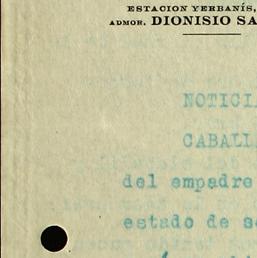 ESTACION YERBANÍS,
ADMOR. DIONISIO SA
NOTICI
CABALL
del empadre
estado de s